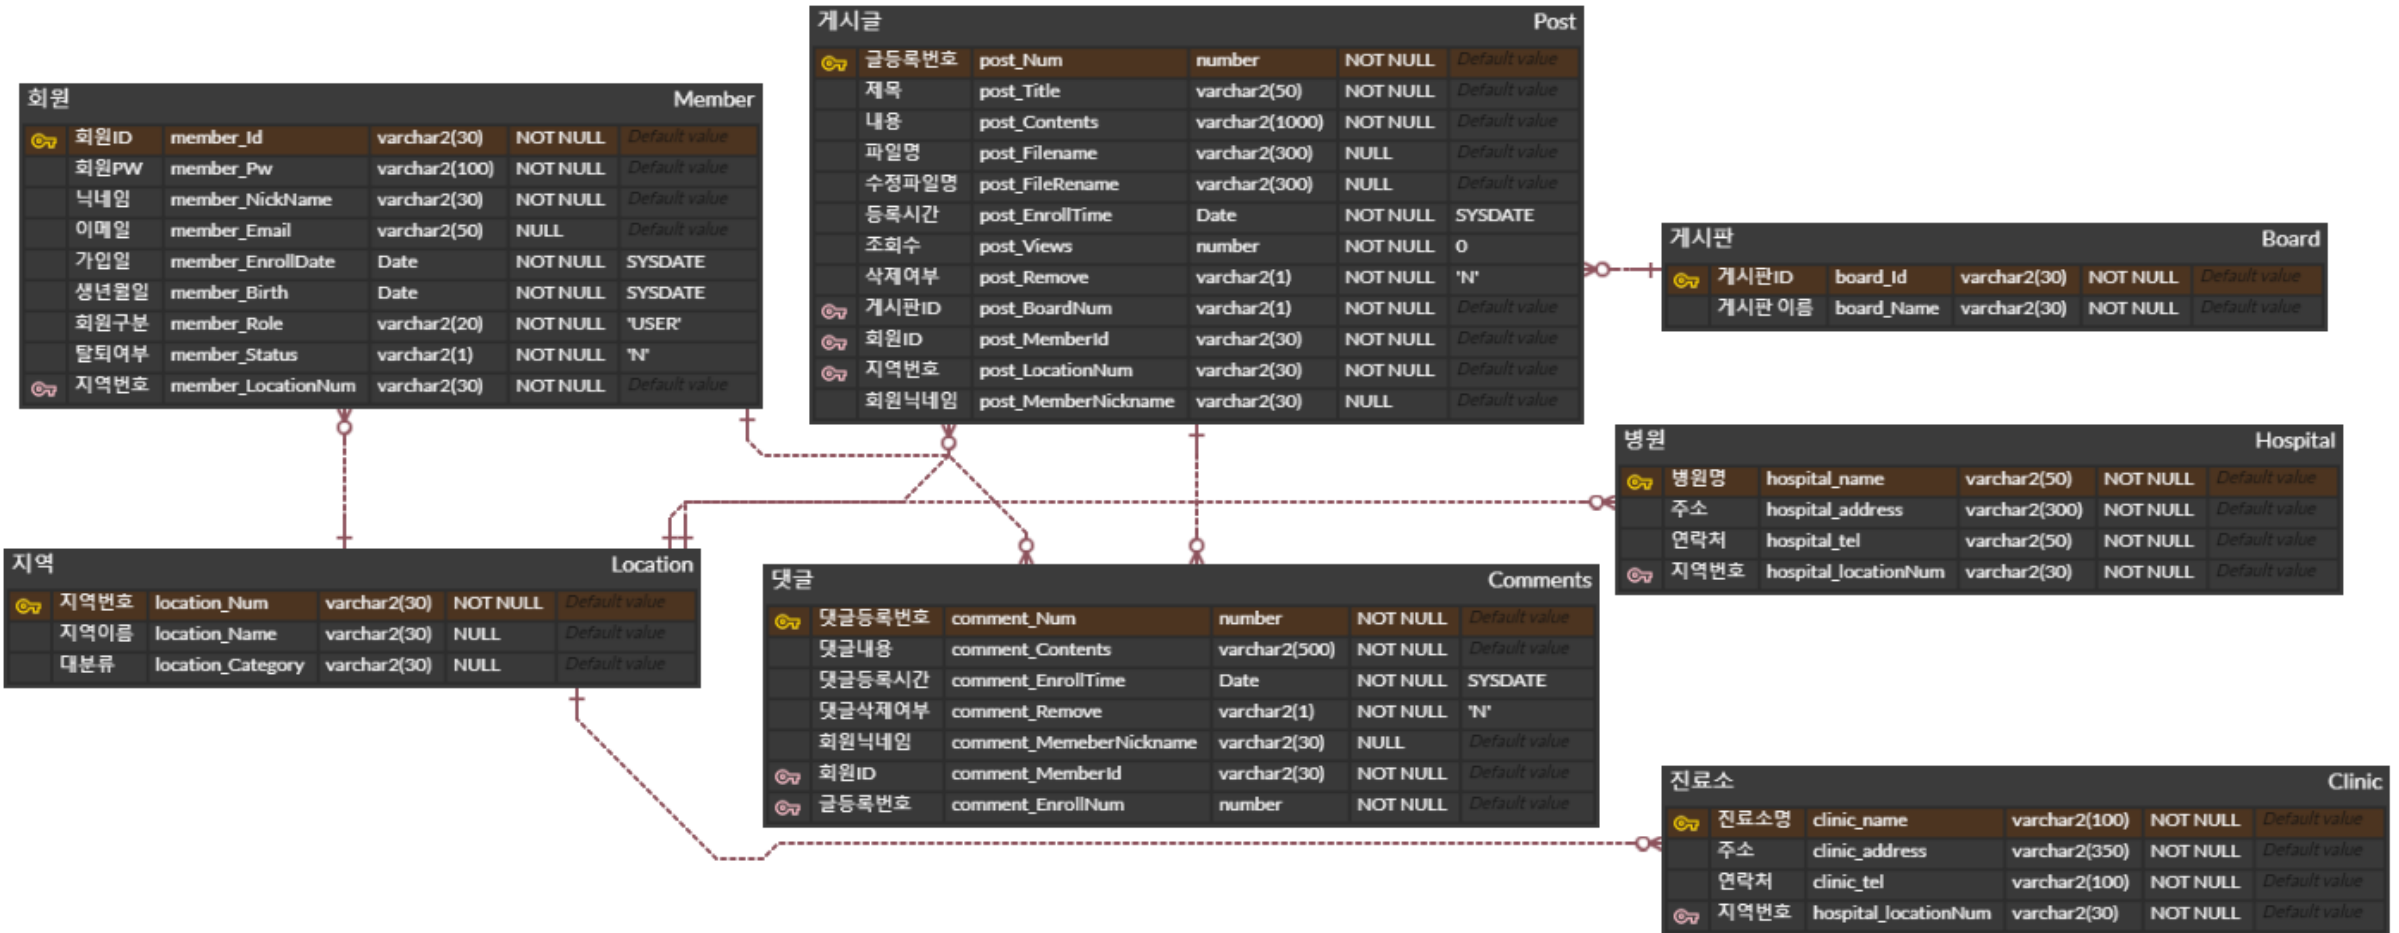 회원 Member
회원ID member_Id varchar2(30) NOT NULL Default value
회원PW member_Pw varchar2(100) NOT NULL Default value
닉네임 member_NickName varchar2(30) NOT NULL Default value
이메일 member_Email varchar2(50) NULL Default value
가입일 member_EnrollDate Date NOT NULL SYSDATE
생년월일 member_Birth Date NOT NULL SYSDATE
회원구분 member_Role varchar2(20) NOT NULL 'USER'
탈퇴여부 member_Status varchar2(1) NOT NULL 'N'
지역번호 member_LocationNum varchar2(30) NOT NULL Default value
게시글 Post
글등록번호 post_Num number NOT NULL Default value
제목 post_Title varchar2(50) NOT NULL Default value
내용 post_Contents varchar2(1000) NOT NULL Default value
파일명 post_Filename varchar2(300) NULL Default value
수정파일명 post_FileRename varchar2(300) NULL Default value
등록시간 post_EnrollTime Date NOT NULL SYSDATE
조회수 post_Views number NOT NULL 0
삭제여부 post_Remove varchar2(1) NOT NULL 'N'
게시판ID post_BoardNum varchar2(1) NOT NULL Default value
회원ID post_MemberId varchar2(30) NOT NULL Default value
지역번호 post_LocationNum varchar2(30) NOT NULL Default value
회원닉네임 post_MemberNickname varchar2(30) NULL Default value
게시판 Board
게시판ID board_Id varchar2(30) NOT NULL Default value
게시판 이름 board_Name varchar2(30) NOT NULL Default value
병원 Hospital
병원명 hospital_name varchar2(50) NOT NULL Default value
주소 hospital_address varchar2(300) NOT NULL Default value
연락처 hospital_tel varchar2(50) NOT NULL Default value
지역번호 hospital_locationNum varchar2(30) NOT NULL Default value
지역 Location
지역번호 location_Num varchar2(30) NOT NULL Default value
지역이름 location_Name varchar2(30) NULL Default value
대분류 location_Category varchar2(30) NULL Default value
댓글 Comments
댓글등록번호 comment_Num number NOT NULL Default value
댓글내용 comment_Contents varchar2(500) NOT NULL Default value
댓글등록시간 comment_EnrollTime Date NOT NULL SYSDATE
댓글삭제여부 comment_Remove varchar2(1) NOT NULL 'N'
회원닉네임 comment_MemeberNickname varchar2(30) NULL Default value
회원ID comment_MemberId varchar2(30) NOT NULL Default value
글등록번호 comment_EnrollNum number NOT NULL Default value
진료소 Clinic
진료소명 clinic_name varchar2(100) NOT NULL Default value
주소 clinic_address varchar2(350) NOT NULL Default value
연락처 clinic_tel varchar2(100) NOT NULL Default value
지역번호 hospital_locationNum varchar2(30) NOT NULL Default value